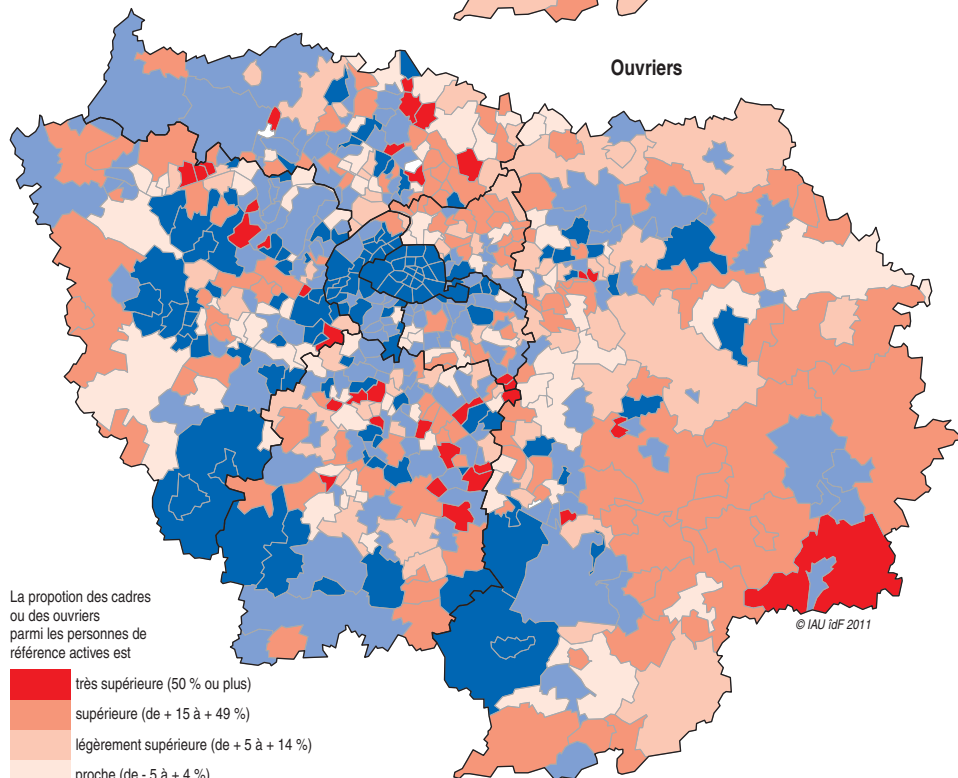 Ouvriers
© IAU îdF 2011
La propotion des cadres
ou des ouvriers
parmi les personnes de
référence actives est
très supérieure (50 % ou plus)
supérieure (de + 15 à + 49 %)
légèrement supérieure (de + 5 à + 14 %)
proche (de - 5 à + 4 %)